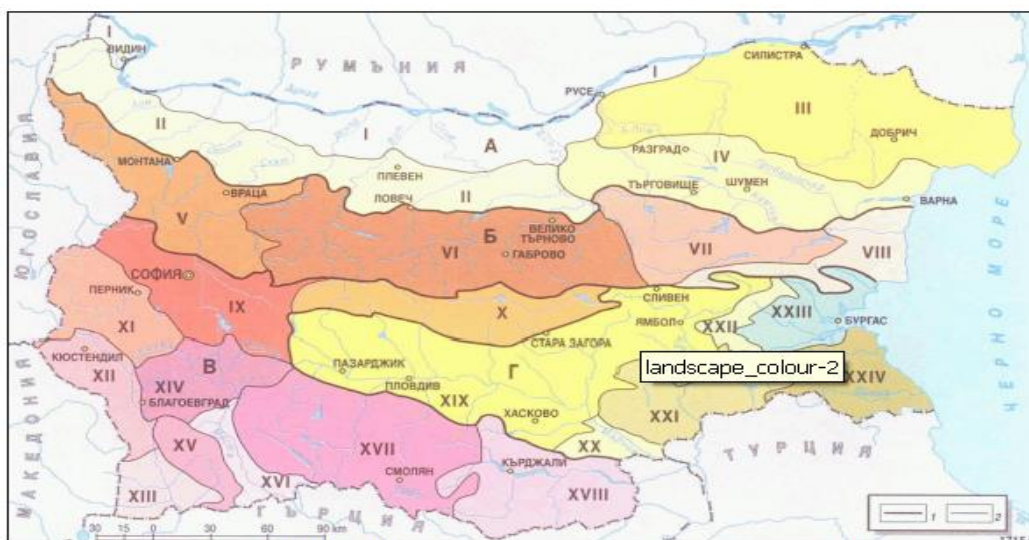 I
ВИДИН
РУМЪНИЯ
СИЛИСТРА
I
РУСЕ
III
II
I
А
ДОБРИЧ
РАЗГРАД
IV
МОНТАНА
ПЛЕВЕН
ТЪРГОВИЩЕ
ШУМЕН
ВРАЦА
ЛОВЕЧ
II
ВАРНА
V
Б
ВЕЛИКО
ТЪРНОВО
VI
ГАБРОВО
VII
VIII
ЮГОСЛАВИЯ
СОФИЯ
ЧЕРНО МОРЕ
ПЕРНИК
IX
СЛИВЕН
X
ЯМБОЛ
XXII
XXIII
БУРГАС
XI
СТАРА ЗАГОРА
КЮСТЕНДИЛ
В
ПАЗАРДЖИК
Г
landscape_colour-2
XII
XIV
ПЛОВДИВ
XXIV
БЛАГОЕВГРАД
XIX
ХАСКОВО
XXI
МАКЕДОНИЯ
XV
XVII
XX
ТУРЦИЯ
СМОЛЯН
КЪРДЖАЛИ
XIII
XVI
XVIII
ГЪРЦИЯ
30 15 0 30 60 90 km
1
2